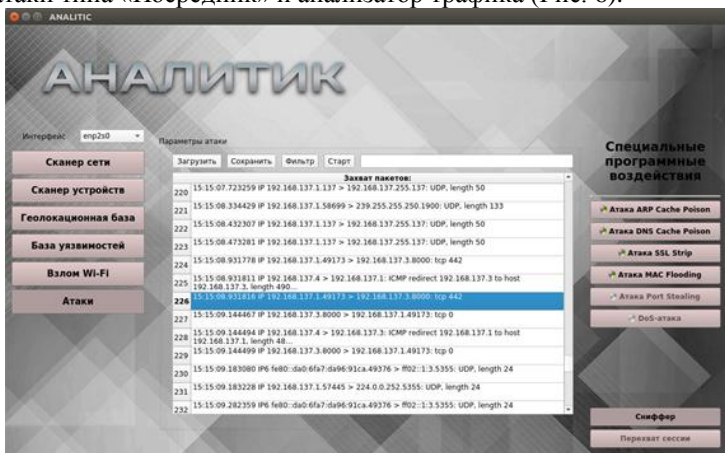 атаки типа «Посредник» и анализатор трафика (Рис. 6).
ANALITIC
АНАЛИТИК
Интерфейс enp2s0
Сканер сети
Сканер устройств
Геолокационная база
База уязвимостей
Взлом Wi-Fi
Атаки
Параметры атаки
Загрузить Сохранить Фильтр Старт
Захват пакетов:
220 15:15:07.723259 IP 192.168.137.1.137 > 192.168.137.255.137: UDP, length 50
221 15:15:08.334429 IP 192.168.137.1.58699 > 239.255.255.250.1900: UDP, length 133
222 15:15:08.432307 IP 192.168.137.1.137 > 192.168.137.255.137: UDP, length 50
223 15:15:08.473281 IP 192.168.137.1.137 > 192.168.137.255.137: UDP, length 50
224 15:15:08.931778 IP 192.168.137.1.49173 > 192.168.137.3.8000: tcp 442
225 15:15:08.931811 IP 192.168.137.4 > 192.168.137.1: ICMP redirect 192.168.137.3 to host
192.168.137.3, length 490...
226 15:15:08.931816 IP 192.168.137.1.49173 > 192.168.137.3.8000: tcp 442
227 15:15:09.144467 IP 192.168.137.3.8000 > 192.168.137.1.49173: tcp 0
228 15:15:09.144494 IP 192.168.137.4 > 192.168.137.3: ICMP redirect 192.168.137.1 to host
192.168.137.1, length 48...
229 15:15:09.144499 IP 192.168.137.3.8000 > 192.168.137.1.49173: tcp 0
230 15:15:09.183080 IP6 fe80::da0:6fa7:da96:91ca.49376 > ff02::1:3.5355: UDP, length 24
231 15:15:09.183228 IP 192.168.137.1.57445 > 224.0.0.252.5355: UDP, length 24
232 15:15:09.282359 IP6 fe80::da0:6fa7:da96:91ca.49376 > ff02::1:3.5355: UDP, length 24
Специальные
программные
воздействия
Атака ARP Cache Poison
Атака DNS Cache Poison
Атака SSL Strip
Атака MAC Flooding
Атака Port Stealing
DoS-атака
Сниффер
Перехват сессии